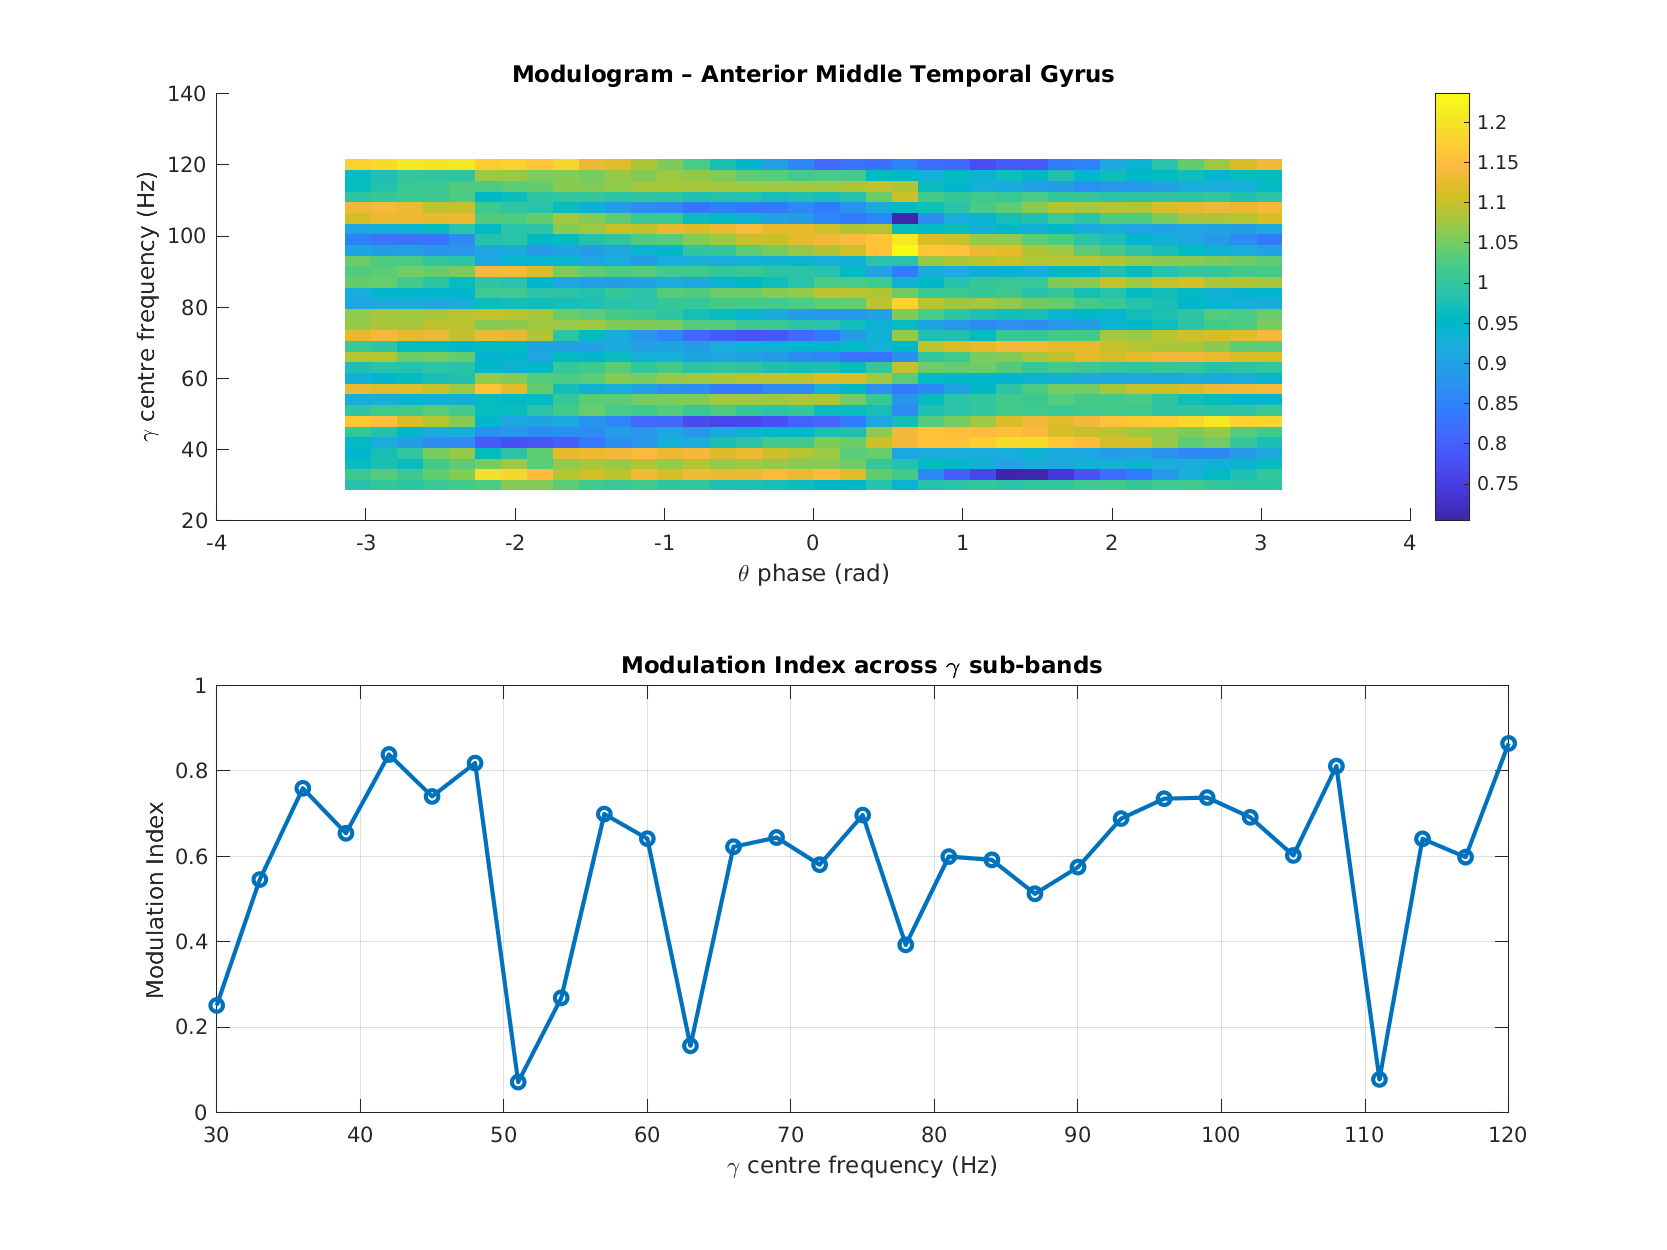 Modulogram – Anterior Middle Temporal Gyrus
140
120
100
80
60
40
20
γ centre frequency (Hz)
-4 -3 -2 -1 0 1 2 3 4
θ phase (rad)
1.2
1.15
1.1
1.05
1
0.95
0.9
0.85
0.8
0.75
Modulation Index across γ sub-bands
1
0.8
0.6
0.4
0.2
0
Modulation Index
30 40 50 60 70 80 90 100 110 120
γ centre frequency (Hz)